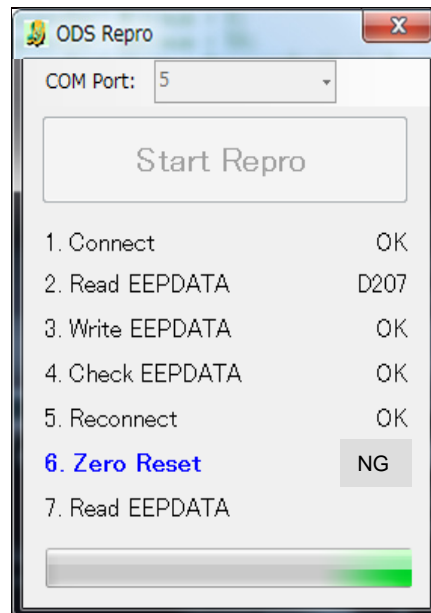 ODS Repro
COM Port: 5
Start Repro
1. Connect OK
2. Read EEPDATA D207
3. Write EEPDATA OK
4. Check EEPDATA OK
5. Reconnect OK
6. Zero Reset NG
7. Read EEPDATA